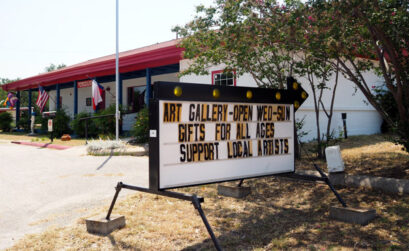 ART GALLERY-OPEN WED-SUN
GIFTS FOR ALL AGES
SUPPORT LOCAL ARTISTS